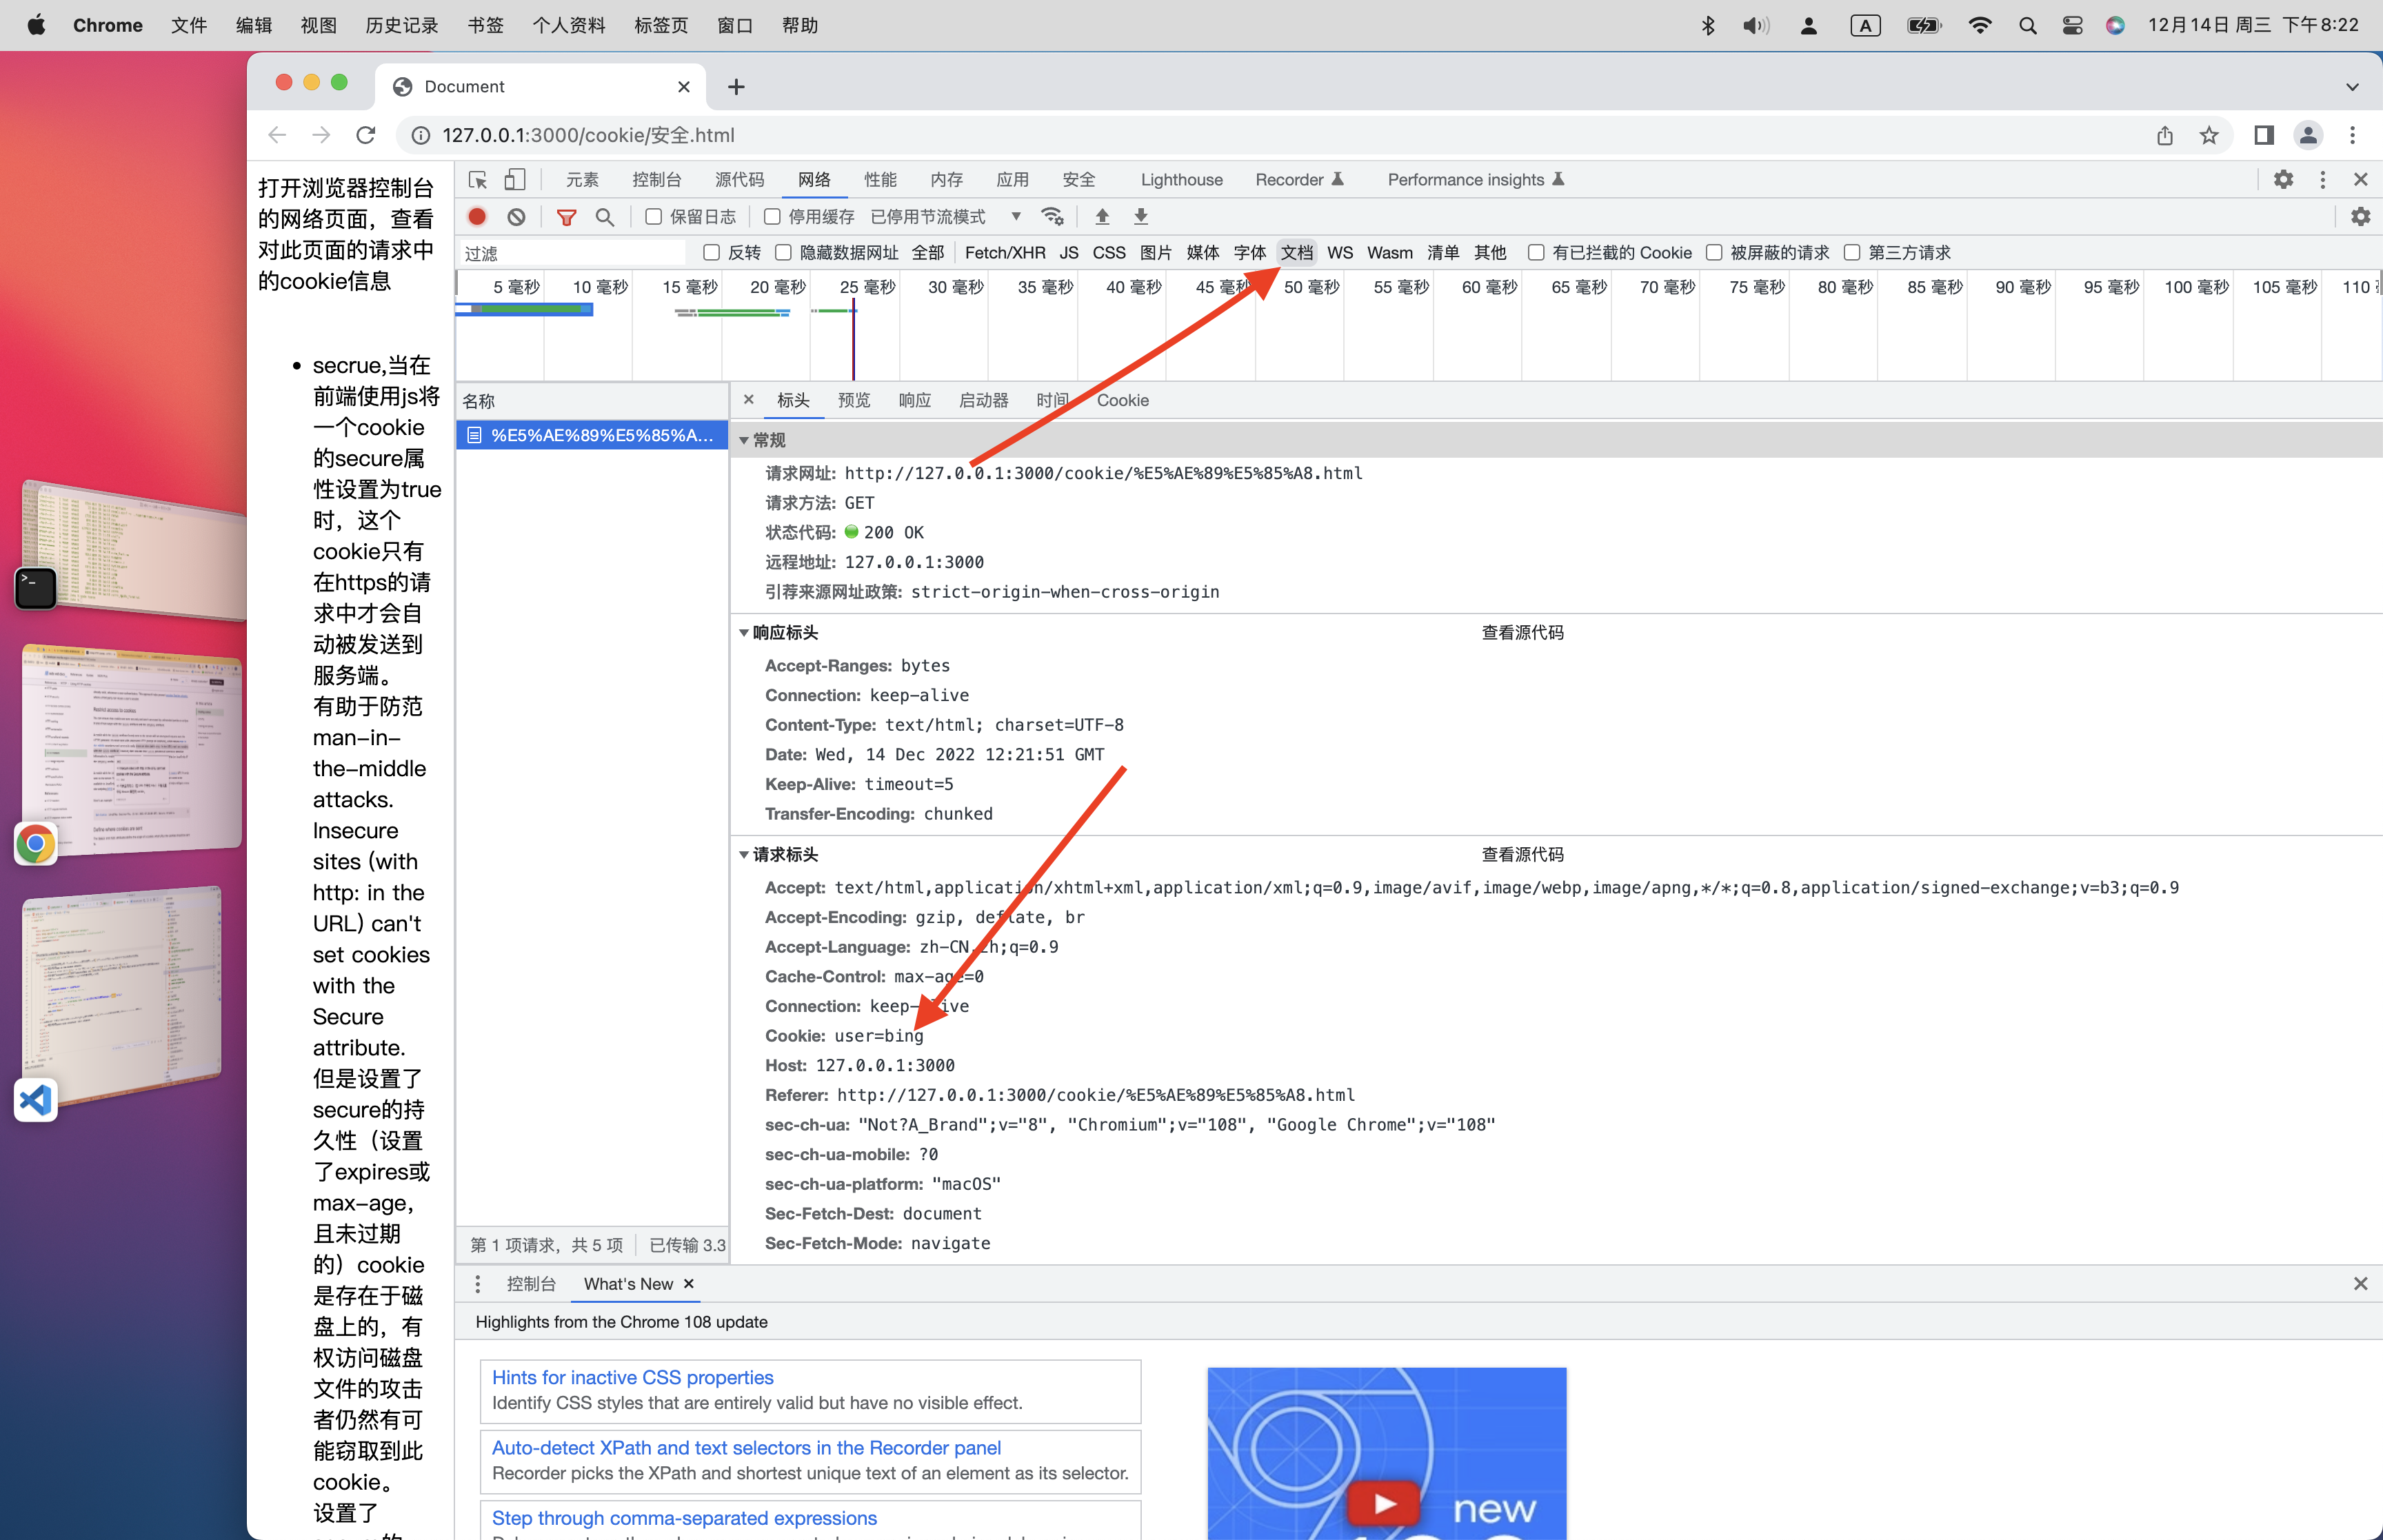 Chrome 文件 编辑 视图 历史记录 书签 个人资料 标签页 窗口 帮助 A 12月14日 周三 下午8:22
Document
127.0.0.1:3000/cookie/安全.html
打开浏览器控制台
的网络页面，查看
对此页面的请求中
的cookie信息
secrue,当在
前端使用js将
一个cookie
的secure属
性设置为true
时，这个
cookie只有
在https的请
求中才会自
动被发送到
服务端。
有助于防范
man-in-
the-middle
attacks.
Insecure
sites (with
http: in the
URL) can't
set cookies
with the
Secure
attribute.
但是设置了
secure的持
久性（设置
了expires或
max-age，
且未过期
的）cookie
是存在于磁
盘上的，有
权访问磁盘
文件的攻击
者仍然有可
能窃取到此
cookie。
设置了
元素 控制台 源代码 网络 性能 内存 应用 安全 Lighthouse Recorder Performance insights
保留日志 停用缓存 已停用节流模式
过滤 反转 隐藏数据网址 全部 Fetch/XHR JS CSS 图片 媒体 字体 文档 WS Wasm 清单 其他 有已拦截的 Cookie 被屏蔽的请求 第三方请求
5 毫秒 10 毫秒 15 毫秒 20 毫秒 25 毫秒 30 毫秒 35 毫秒 40 毫秒 45 毫秒 50 毫秒 55 毫秒 60 毫秒 65 毫秒 70 毫秒 75 毫秒 80 毫秒 85 毫秒 90 毫秒 95 毫秒 100 毫秒 105 毫秒 110
名称
%E5%AE%89%E5%85%A...
第 1 项请求，共 5 项 已传输 3.3
标头 预览 响应 启动器 时间 Cookie
常规
请求网址: http://127.0.0.1:3000/cookie/%E5%AE%89%E5%85%A8.html
请求方法: GET
状态代码: 200 OK
远程地址: 127.0.0.1:3000
引荐来源网址政策: strict-origin-when-cross-origin
响应标头 查看源代码
Accept-Ranges: bytes
Connection: keep-alive
Content-Type: text/html; charset=UTF-8
Date: Wed, 14 Dec 2022 12:21:51 GMT
Keep-Alive: timeout=5
Transfer-Encoding: chunked
请求标头 查看源代码
Accept: text/html,application/xhtml+xml,application/xml;q=0.9,image/avif,image/webp,image/apng,*/*;q=0.8,application/signed-exchange;v=b3;q=0.9
Accept-Encoding: gzip, deflate, br
Accept-Language: zh-CN,zh;q=0.9
Cache-Control: max-age=0
Connection: keep-alive
Cookie: user=bing
Host: 127.0.0.1:3000
Referer: http://127.0.0.1:3000/cookie/%E5%AE%89%E5%85%A8.html
sec-ch-ua: "Not?A_Brand";v="8", "Chromium";v="108", "Google Chrome";v="108"
sec-ch-ua-mobile: ?0
sec-ch-ua-platform: "macOS"
Sec-Fetch-Dest: document
Sec-Fetch-Mode: navigate
控制台 What's New
Highlights from the Chrome 108 update
Hints for inactive CSS properties
Identify CSS styles that are entirely valid but have no visible effect.
Auto-detect XPath and text selectors in the Recorder panel
Recorder picks the XPath and shortest unique text of an element as its selector.
Step through comma-separated expressions
new